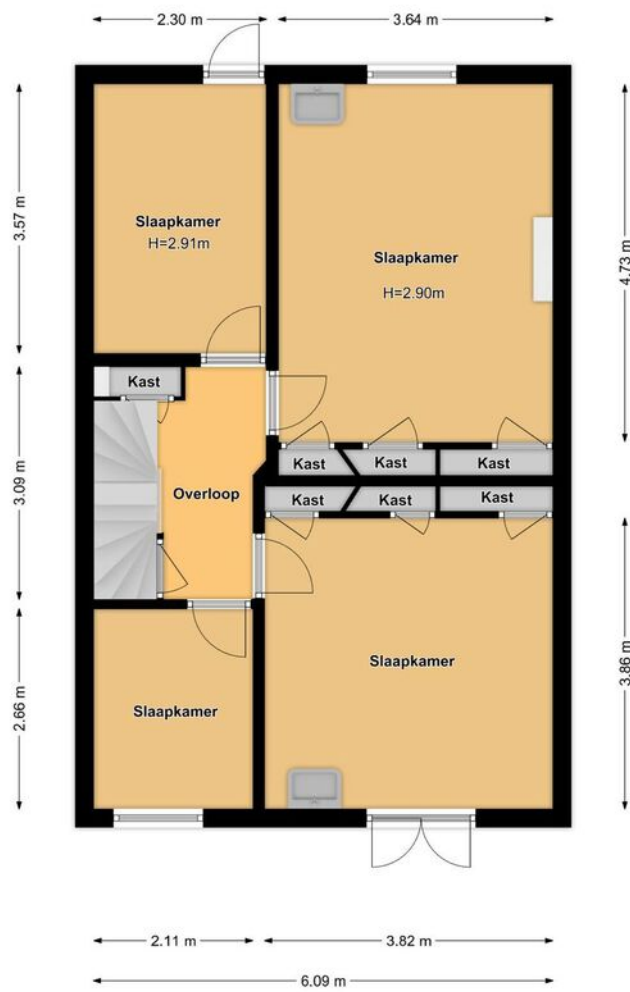 2.30 m
3.64 m
3.57 m
4.73 m
Slaapkamer
H=2.91m
Slaapkamer
H=2.90m
Kast
3.09 m
Kast
Kast
Kast
Overloop
Kast
Kast
Kast
Slaapkamer
3.86 m
2.66 m
Slaapkamer
2.11 m
3.82 m
6.09 m